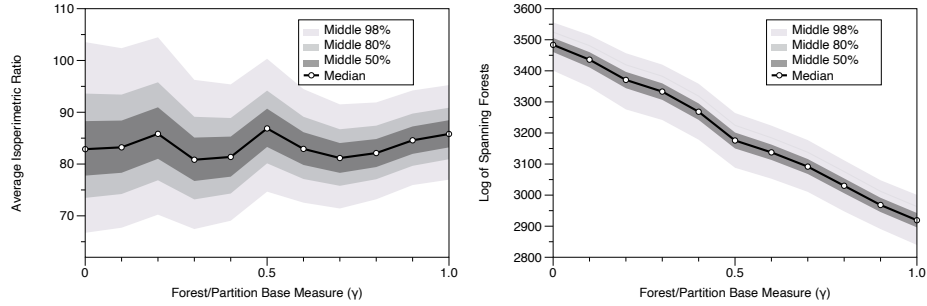 110
100
90
80
70
60
Average Isoperimetric Ratio
Middle 98%
Middle 80%
Middle 50%
Median
0
0.5
1.0
Forest/Partition Base Measure (γ)
3600
3500
3400
3300
3200
3100
3000
2900
2800
Log of Spanning Forests
Middle 98%
Middle 80%
Middle 50%
Median
0
0.5
1.0
Forest/Partition Base Measure (γ)